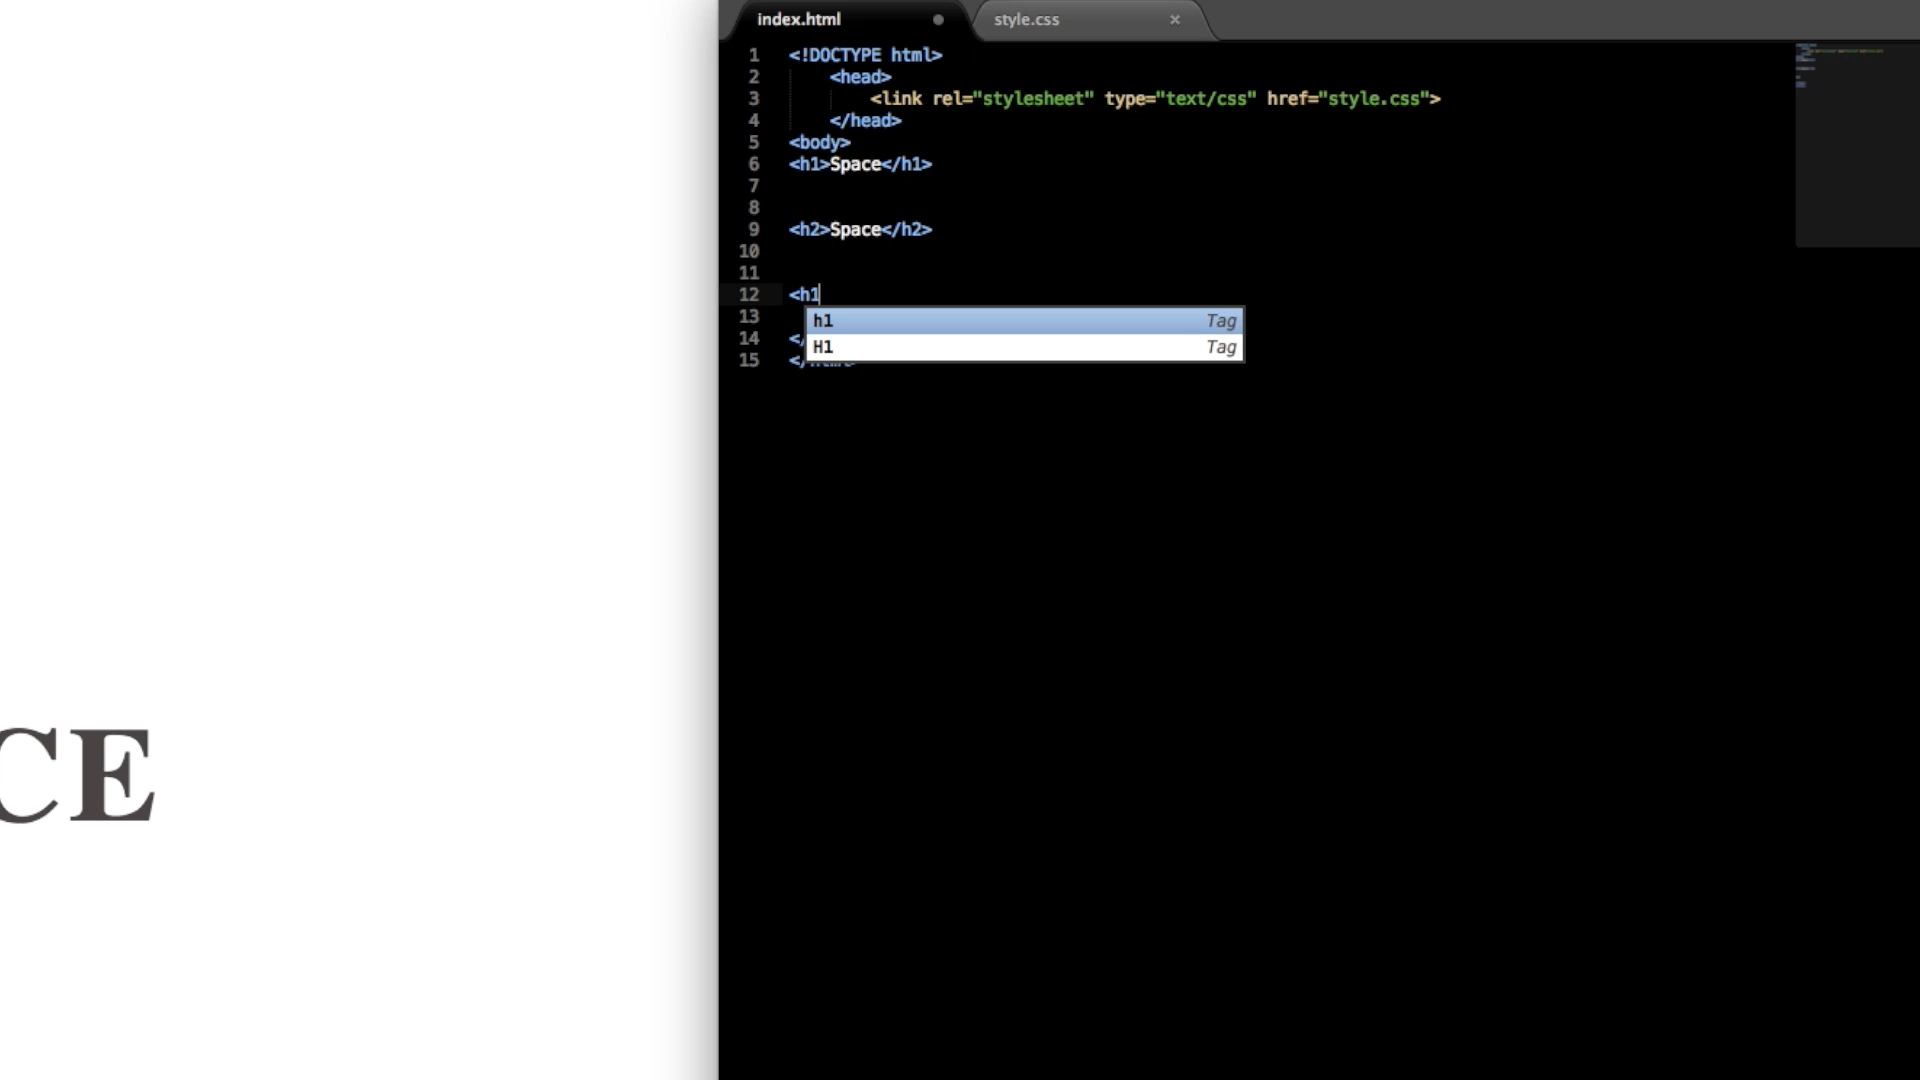 index.html
style.css
1 <!DOCTYPE html>
2 <head>
3 <link rel="stylesheet" type="text/css" href="style.css">
4 </head>
5 <body>
6 <h1>Space</h1>
7
8
9 <h2>Space</h2>
10
11
12 <h1
h1 Tag
H1 Tag
13
14 </
15 </html>
CE